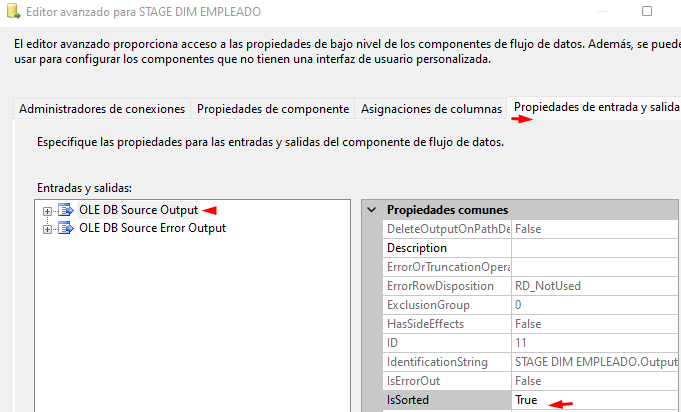 Editor avanzado para STAGE DIM EMPLEADO
El editor avanzado proporciona acceso a las propiedades de bajo nivel de los componentes de flujo de datos. Además, se puede
usar para configurar los componentes que no tienen una interfaz de usuario personalizada.
Administradores de conexiones Propiedades de componente Asignaciones de columnas Propiedades de entrada y salida
Especifique las propiedades para las entradas y salidas del componente de flujo de datos.
Entradas y salidas:
OLE DB Source Output
OLE DB Source Error Output
Propiedades comunes
DeleteOutputOnPathDe False
Description
ErrorOrTruncationOpera
ErrorRowDisposition RD_NotUsed
ExclusionGroup 0
HasSideEffects False
ID 11
IdentificationString STAGE DIM EMPLEADO.Output
IsErrorOut False
IsSorted True